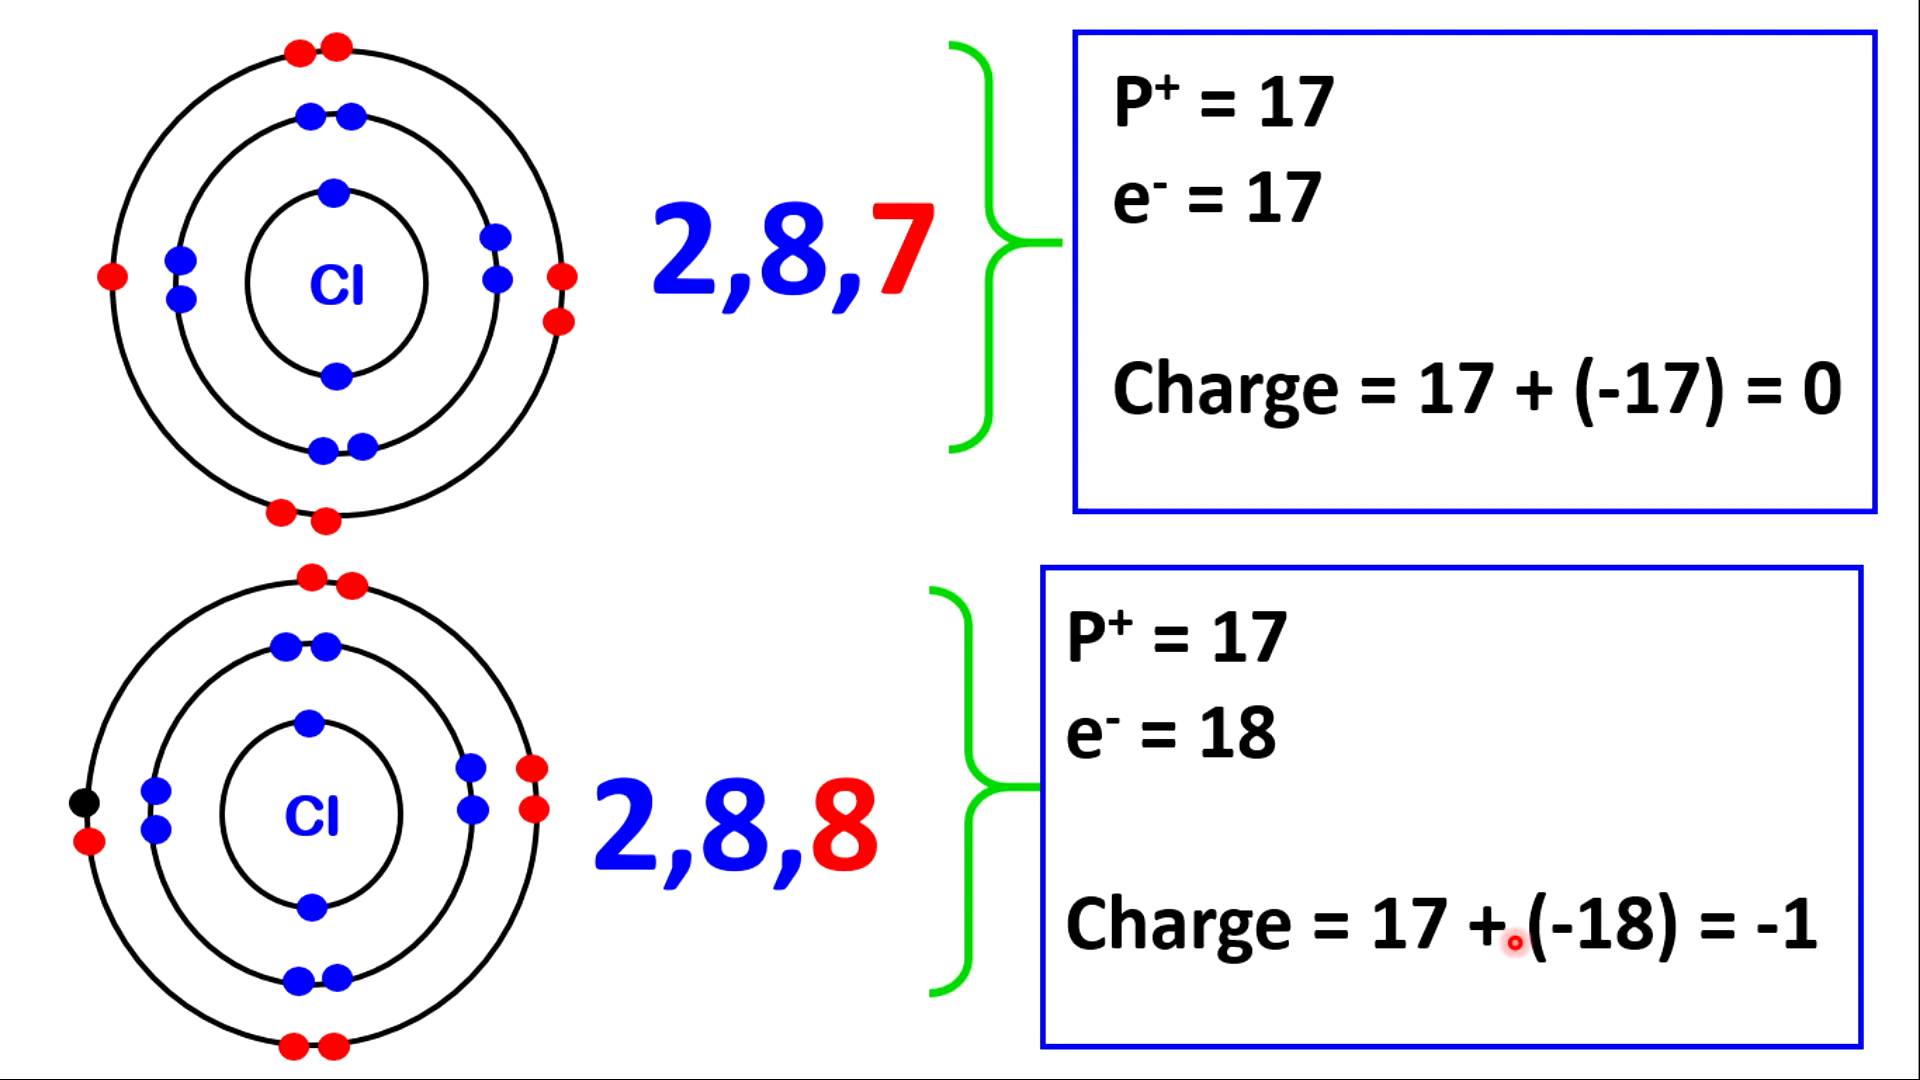 Cl
2,8,7
P⁺ = 17
e⁻ = 17
Charge = 17 + (-17) = 0
Cl
2,8,8
P⁺ = 17
e⁻ = 18
Charge = 17 + (-18) = -1